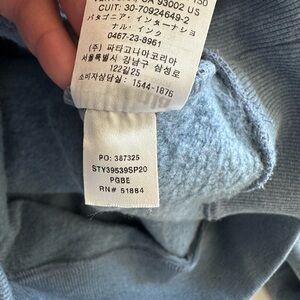 CA 93002 US
CUIT: 30-70924649-2
パタゴニア・インターナショ
ナル・インク
0467-23-8961
(주) 파타고니아코리아
서울특별시 강남구 삼성로
122길25
소비자상담실: 1544-1876
PO: 387325
STY39539SP20
PGBE
RN# 51884